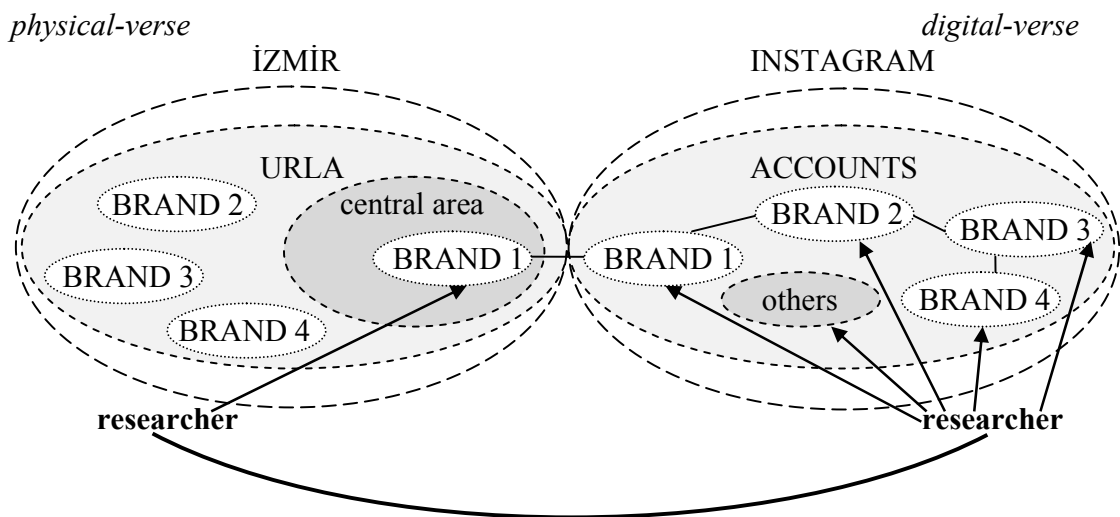 physical-verse
digital-verse
İZMİR
INSTAGRAM
URLA
BRAND 2
central area
BRAND 1
BRAND 3
BRAND 4
ACCOUNTS
BRAND 2
BRAND 3
BRAND 1
others
BRAND 4
researcher
researcher